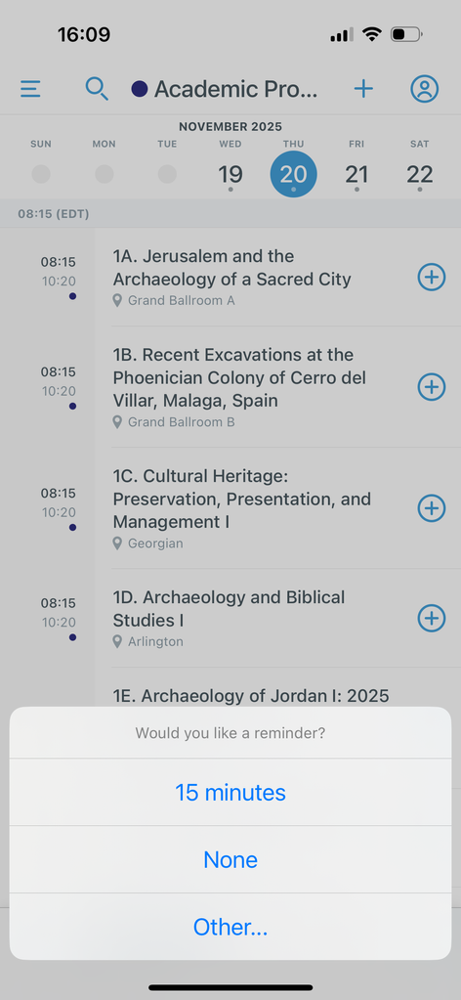 16:09
Academic Pro...
NOVEMBER 2025
SUN MON TUE WED THU FRI SAT
19 20 21 22
08:15 (EDT)
08:15
10:20
1A. Jerusalem and the
Archaeology of a Sacred City
Grand Ballroom A
08:15
10:20
1B. Recent Excavations at the
Phoenician Colony of Cerro del
Villar, Malaga, Spain
Grand Ballroom B
08:15
10:20
1C. Cultural Heritage:
Preservation, Presentation, and
Management I
Georgian
08:15
10:20
1D. Archaeology and Biblical
Studies I
Arlington
1E. Archaeology of Jordan I: 2025
Would you like a reminder?
15 minutes
None
Other...